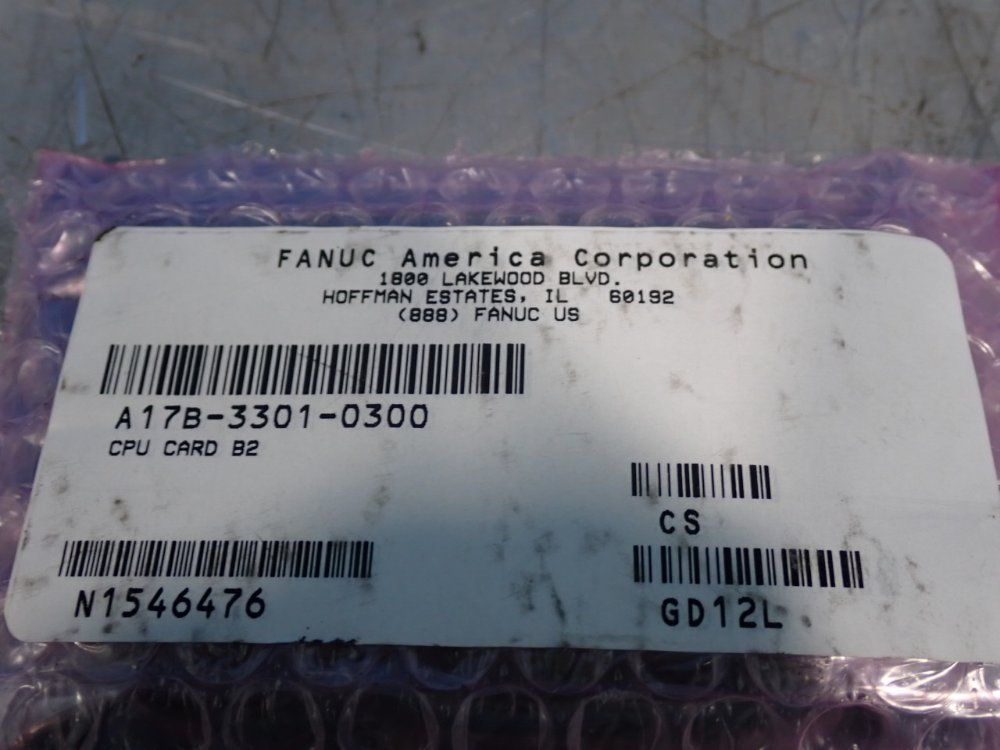 FANUC America Corporation
1800 LAKEWOOD BLVD.
HOFFMAN ESTATES, IL 60192
(888) FANUC US
A17B-3301-0300
CPU CARD B2
CS
N1546476
GD12L